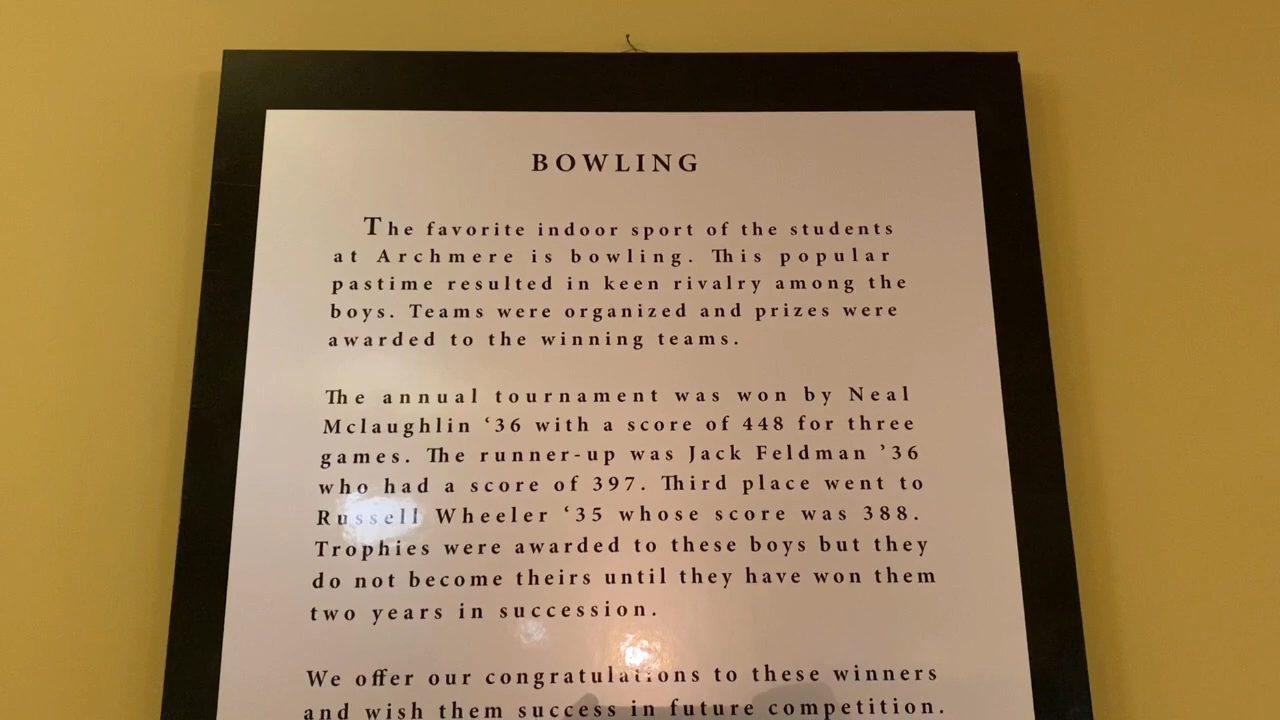 BOWLING
The favorite indoor sport of the students
at Archmere is bowling. This popular
pastime resulted in keen rivalry among the
boys. Teams were organized and prizes were
awarded to the winning teams.
The annual tournament was won by Neal
Mclaughlin ‘36 with a score of 448 for three
games. The runner-up was Jack Feldman ’36
who had a score of 397. Third place went to
Russell Wheeler ‘35 whose score was 388.
Trophies were awarded to these boys but they
do not become theirs until they have won them
two years in succession.
We offer our congratulations to these winners
and wish them success in future competition.